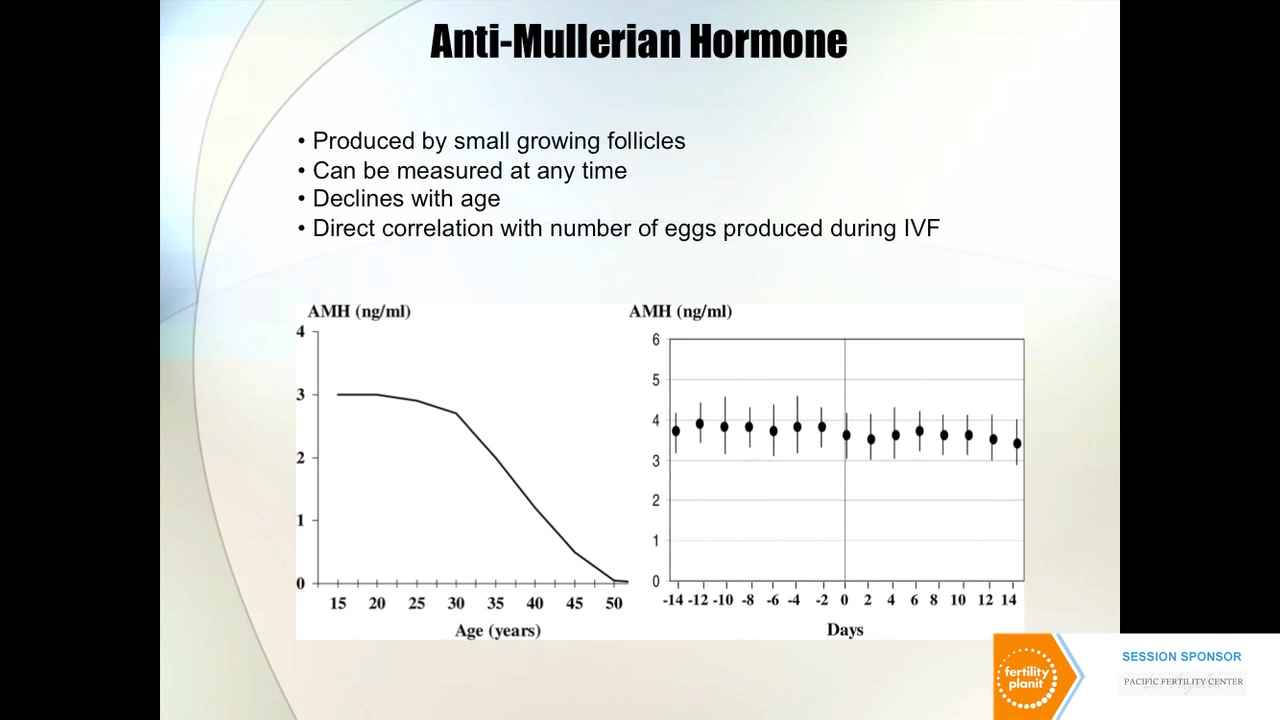 Anti-Mullerian Hormone
• Produced by small growing follicles
• Can be measured at any time
• Declines with age
• Direct correlation with number of eggs produced during IVF
AMH (ng/ml)
4
3
2
1
0
15 20 25 30 35 40 45 50
Age (years)
AMH (ng/ml)
6
5
4
3
2
1
0
-14 -12 -10 -8 -6 -4 -2 0 2 4 6 8 10 12 14
Days
fertility
planit
SESSION SPONSOR
PACIFIC FERTILITY CENTER
Los Angeles